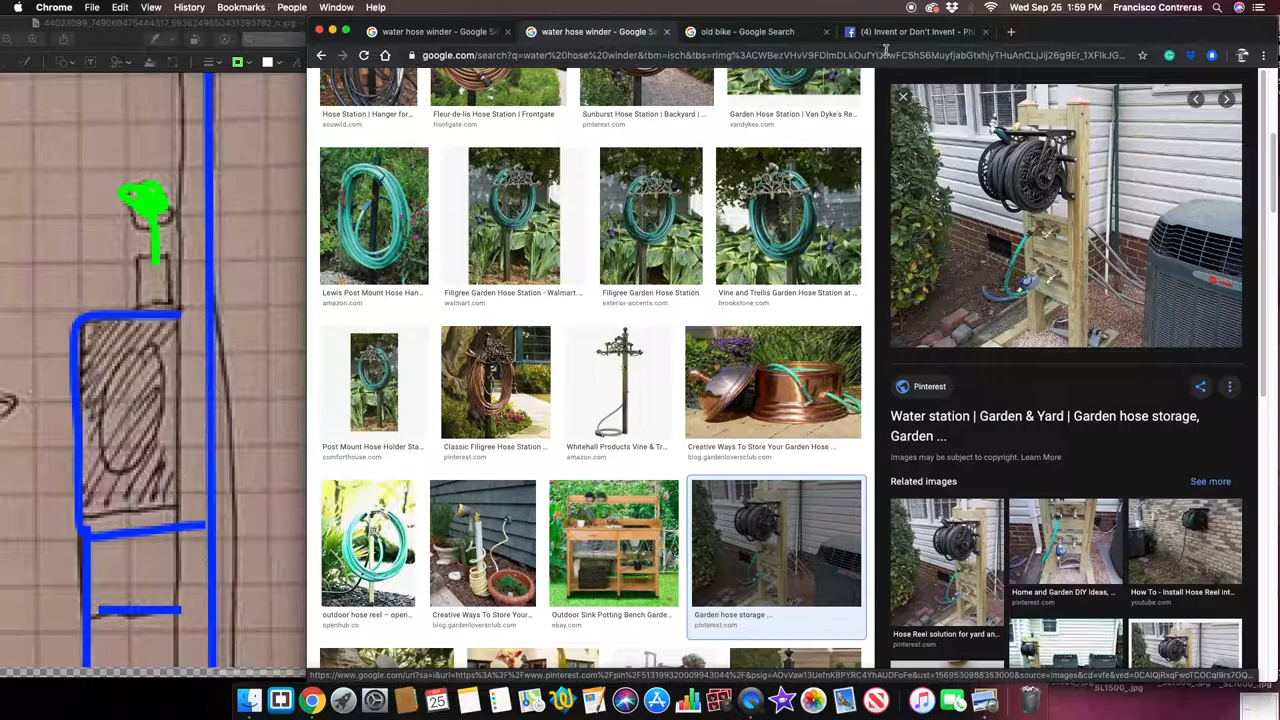 Chrome File Edit View History Bookmarks People Window Help
Wed Sep 25 1:59 PM Francisco Contreras
water hose winder - Google Se
water hose winder - Google Se
old bike - Google Search
(4) Invent or Don't Invent - Ph
Hose Station | Hanger for...
souwild.com
Fleur-de-lis Hose Station | Frontgate
frontgate.com
Sunburst Hose Station | Backyard | ...
pinterest.com
Garden Hose Station | Van Dyke's Re...
vandykes.com
Lewis Post Mount Hose Han...
amazon.com
Filigree Garden Hose Station - Walmart....
walmart.com
Filigree Garden Hose Station
exterior-accents.com
Vine and Trellis Garden Hose Station at ...
brookstone.com
Post Mount Hose Holder Sta...
comforthouse.com
Classic Filigree Hose Station ...
pinterest.com
Whitehall Products Vine & Tr...
amazon.com
Creative Ways To Store Your Garden Hose ...
blog.gardenloversclub.com
outdoor hose reel – open...
openhub.co
Creative Ways To Store Your...
blog.gardenloversclub.com
Outdoor Sink Potting Bench Garde...
ebay.com
Garden hose storage ...
pinterest.com
Pinterest
Water station | Garden & Yard | Garden hose storage,
Garden ...
Images may be subject to copyright. Learn More
Related images
See more
Hose Reel solution for yard an...
pinterest.com
Home and Garden DIY Ideas, ...
pinterest.com
How To - Install Hose Reel int...
youtube.com